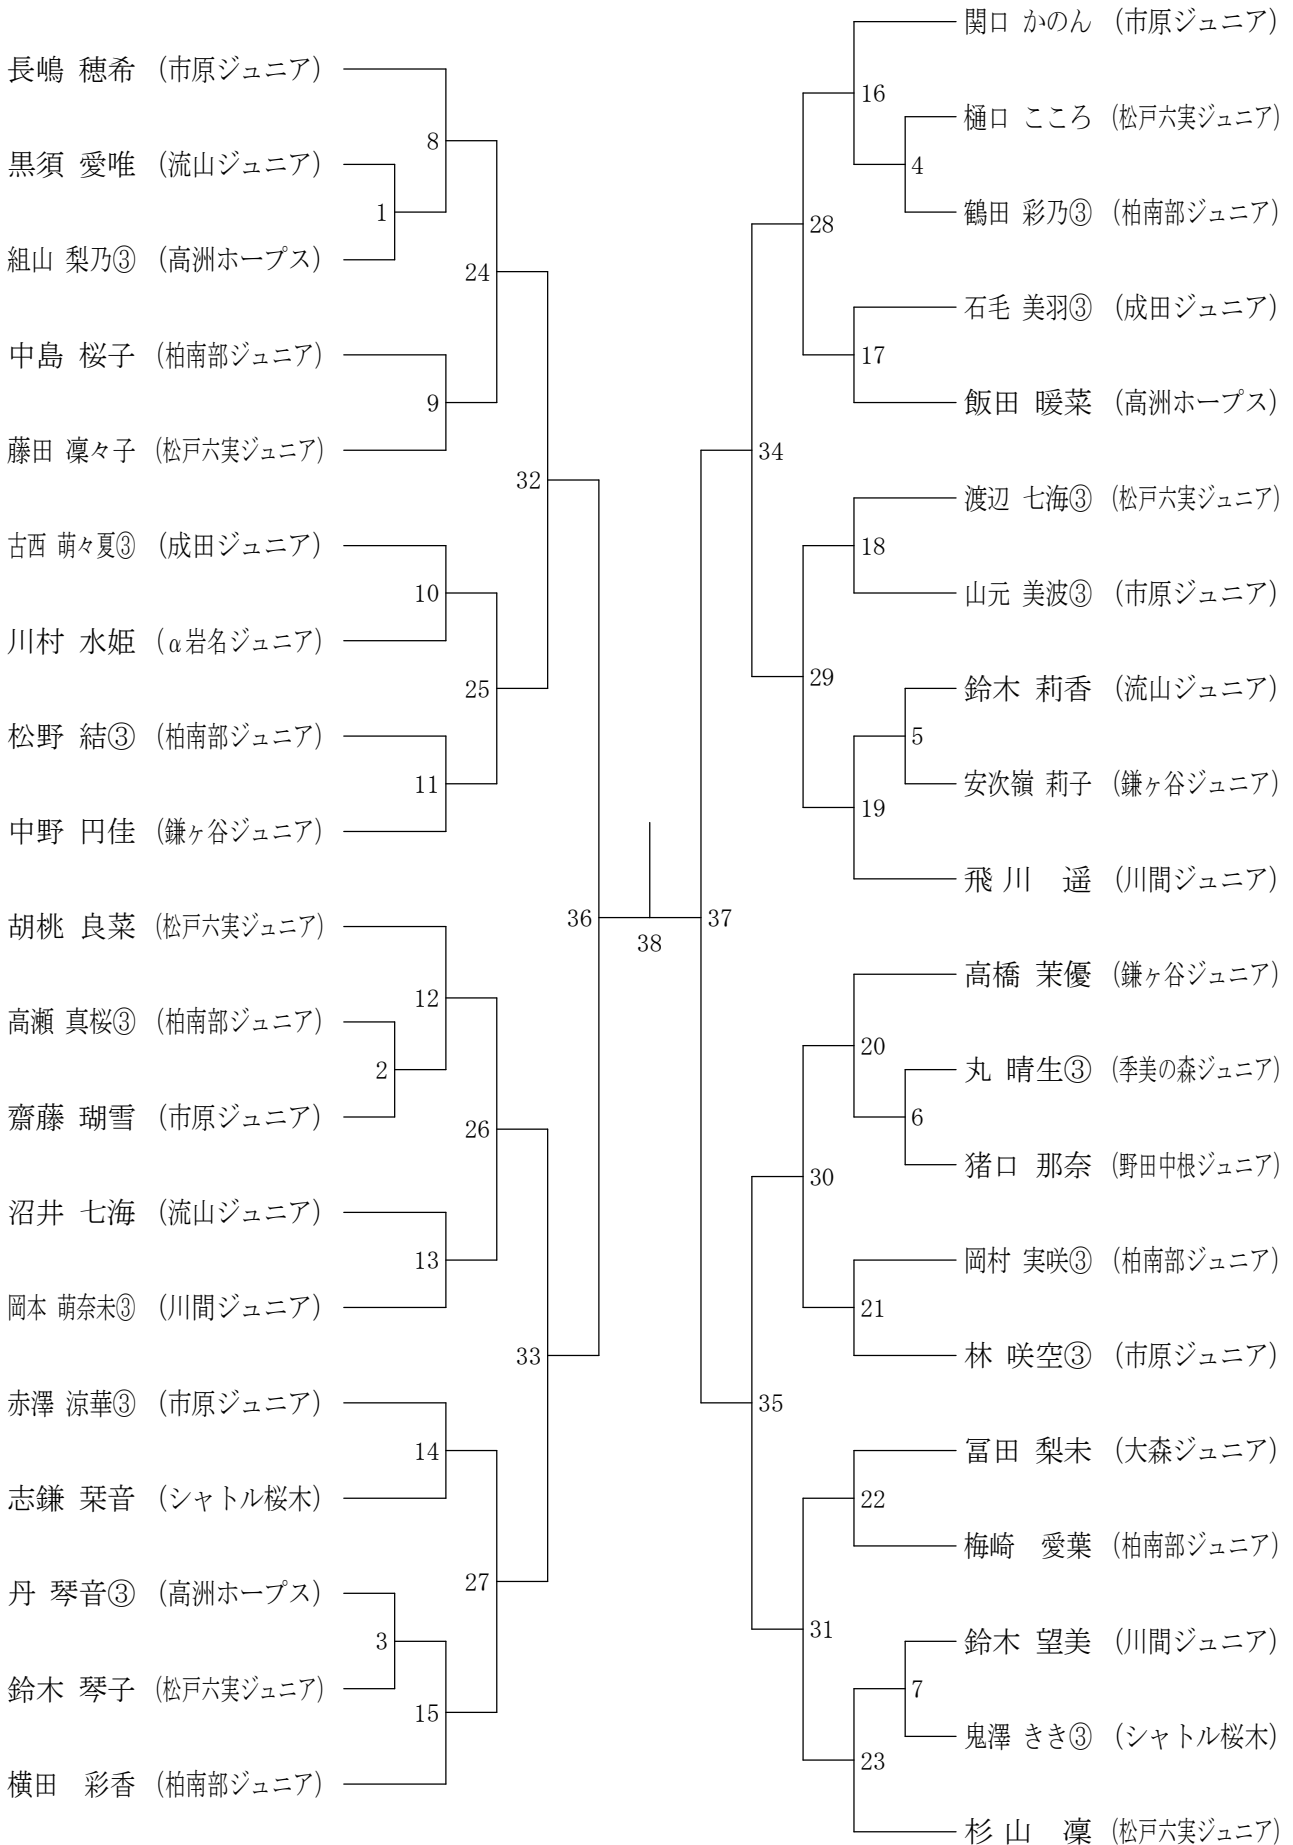 長嶋 穂希 (市原ジュニア)
8
黒須 愛唯 (流山ジュニア)
1
組山 梨乃③ (高洲ホープス)
24
中島 桜子 (柏南部ジュニア)
9
藤田 凜々子 (松戸六実ジュニア)
32
古西 萌々夏③ (成田ジュニア)
10
川村 水姫 (α岩名ジュニア)
25
松野 結③ (柏南部ジュニア)
11
中野 円佳 (鎌ヶ谷ジュニア)
36
胡桃 良菜 (松戸六実ジュニア)
12
高瀬 真桜③ (柏南部ジュニア)
2
齋藤 瑚雪 (市原ジュニア)
26
沼井 七海 (流山ジュニア)
13
岡本 萌奈未③ (川間ジュニア)
33
赤澤 涼華③ (市原ジュニア)
14
志鎌 栞音 (シャトル桜木)
27
丹 琴音③ (高洲ホープス)
3
鈴木 琴子 (松戸六実ジュニア)
15
横田 彩香 (柏南部ジュニア)
38
関口 かのん (市原ジュニア)
16
樋口 こころ (松戸六実ジュニア)
4
鶴田 彩乃③ (柏南部ジュニア)
28
石毛 美羽③ (成田ジュニア)
17
飯田 暖菜 (高洲ホープス)
34
渡辺 七海③ (松戸六実ジュニア)
18
山元 美波③ (市原ジュニア)
29
鈴木 莉香 (流山ジュニア)
5
安次嶺 莉子 (鎌ヶ谷ジュニア)
19
飛川 遥 (川間ジュニア)
37
高橋 茉優 (鎌ヶ谷ジュニア)
20
丸 晴生③ (季美の森ジュニア)
6
猪口 那奈 (野田中根ジュニア)
30
岡村 実咲③ (柏南部ジュニア)
21
林 咲空③ (市原ジュニア)
35
冨田 梨未 (大森ジュニア)
22
梅崎 愛葉 (柏南部ジュニア)
31
鈴木 望美 (川間ジュニア)
7
鬼澤 きき③ (シャトル桜木)
23
杉山 凜 (松戸六実ジュニア)